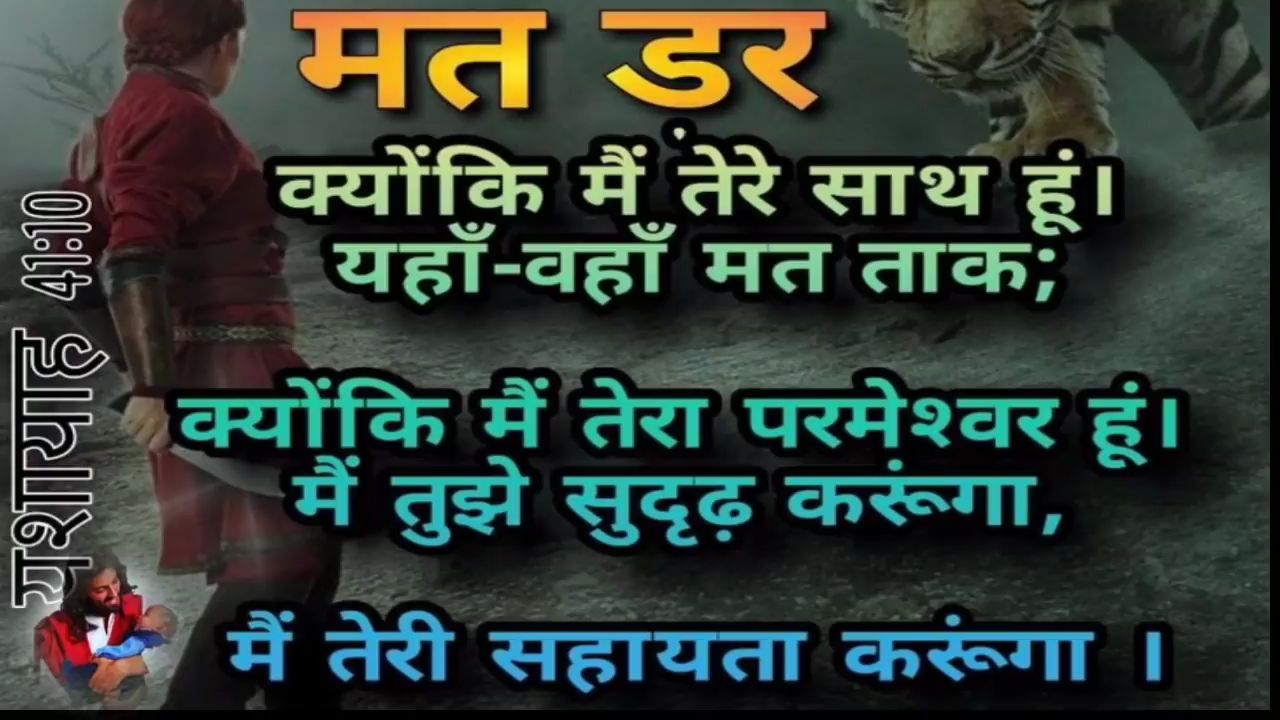 मत डर
क्योंकि मैं तेरे साथ हूं।
यहाँ-वहाँ मत ताक;
क्योंकि मैं तेरा परमेश्वर हूं।
मैं तुझे सुदृढ़ करूंगा,
मैं तेरी सहायता करूंगा ।
यशायाह 41:10